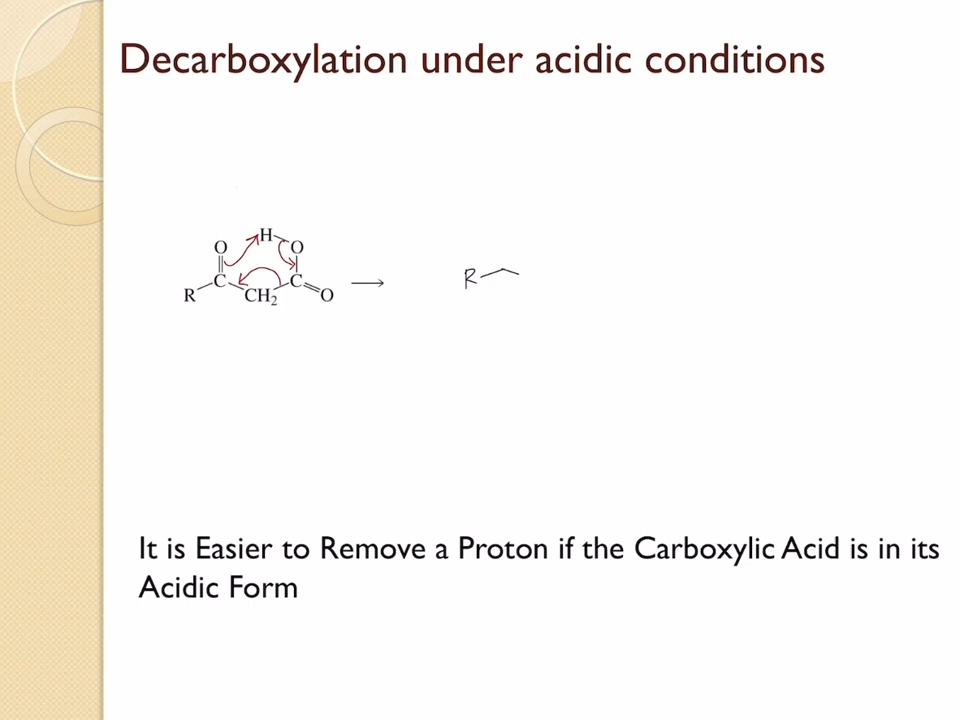 Decarboxylation under acidic conditions
H
O O
C C
R CH₂ O
R
It is Easier to Remove a Proton if the Carboxylic Acid is in its
Acidic Form